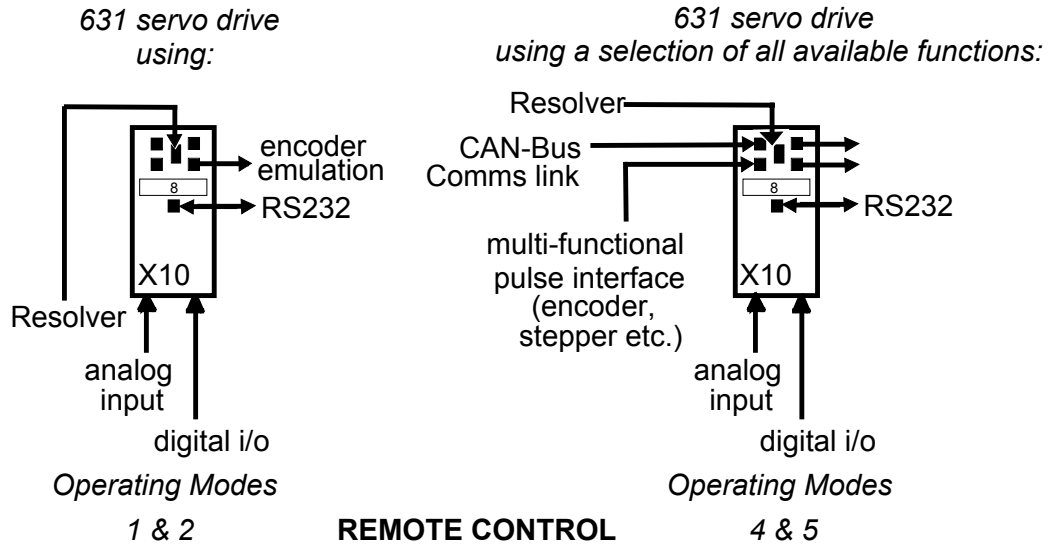 631 servo drive
using:
Resolver
encoder
emulation
8
RS232
X10
analog
input
digital i/o
Operating Modes
1 & 2
631 servo drive
using a selection of all available functions:
Resolver
CAN-Bus
Comms link
multi-functional
pulse interface
(encoder,
stepper etc.)
8
RS232
X10
analog
input
digital i/o
Operating Modes
4 & 5
REMOTE CONTROL